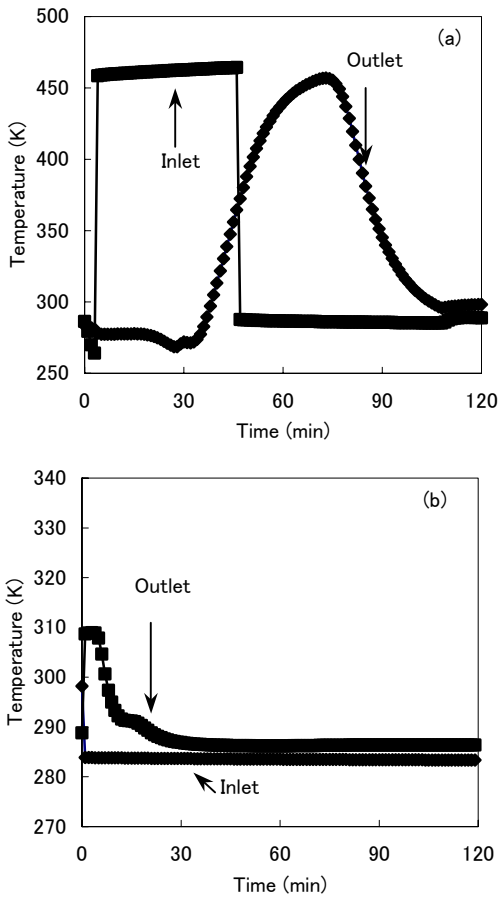 (a)
500
450
400
350
300
250
Temperature (K)
Outlet
Inlet
0 30 60 90 120
Time (min)
(b)
340
330
320
310
300
290
280
270
Temperature (K)
Outlet
Inlet
0 30 60 90 120
Time (min)